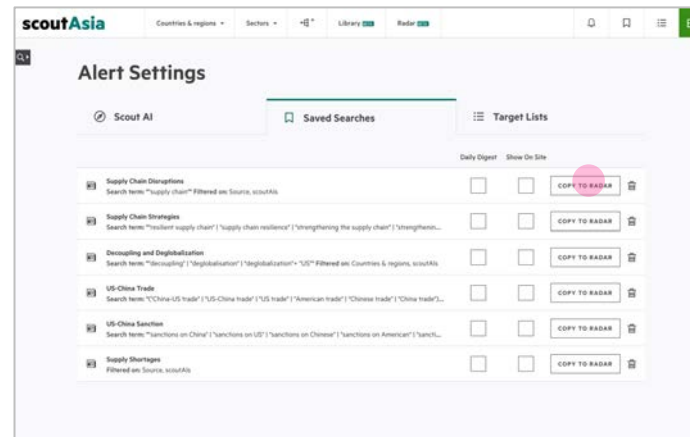 scoutAsia
Countries & regions
Sectors
Library BETA
Radar BETA
Alert Settings
Scout AI
Saved Searches
Target Lists
Daily Digest Show On Site
Supply Chain Disruptions
Search term: ""supply chain"" Filtered on: Source, scoutAIs
COPY TO RADAR
Supply Chain Strategies
Search term: ""resilient supply chain" | "supply chain resilience" | "strengthening the supply chain" | "strengthenin...
COPY TO RADAR
Decoupling and Deglobalization
Search term: ""decoupling" | "deglobalisation" | "deglobalization"+ "US"" Filtered on: Countries & regions, scoutAIs
COPY TO RADAR
US-China Trade
Search term: "("China-US trade" | "US-China trade" | "US trade" | "American trade" | "Chinese trade" | "China trade")...
COPY TO RADAR
US-China Sanction
Search term: ""sanctions on China" | "sanctions on US" | "sanctions on Chinese" | "sanctions on American" | "sancti...
COPY TO RADAR
Supply Shortages
Filtered on: Source, scoutAIs
COPY TO RADAR